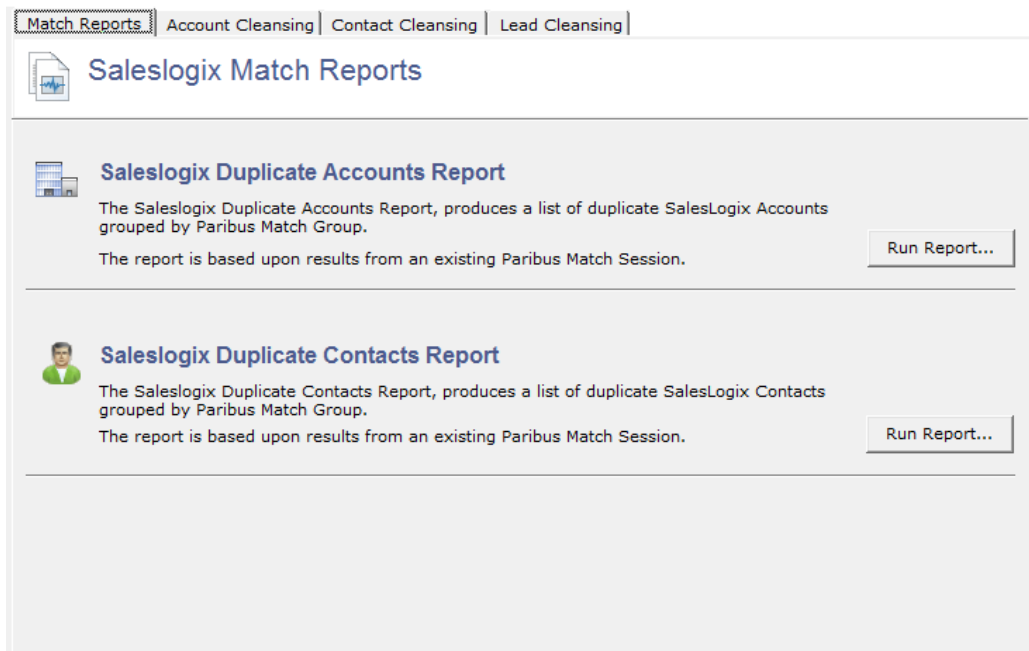 Match Reports Account Cleansing Contact Cleansing Lead Cleansing
Saleslogix Match Reports
Saleslogix Duplicate Accounts Report
The Saleslogix Duplicate Accounts Report, produces a list of duplicate SalesLogix Accounts
grouped by Paribus Match Group.
The report is based upon results from an existing Paribus Match Session.
Run Report...
Saleslogix Duplicate Contacts Report
The Saleslogix Duplicate Contacts Report, produces a list of duplicate SalesLogix Contacts
grouped by Paribus Match Group.
The report is based upon results from an existing Paribus Match Session.
Run Report...